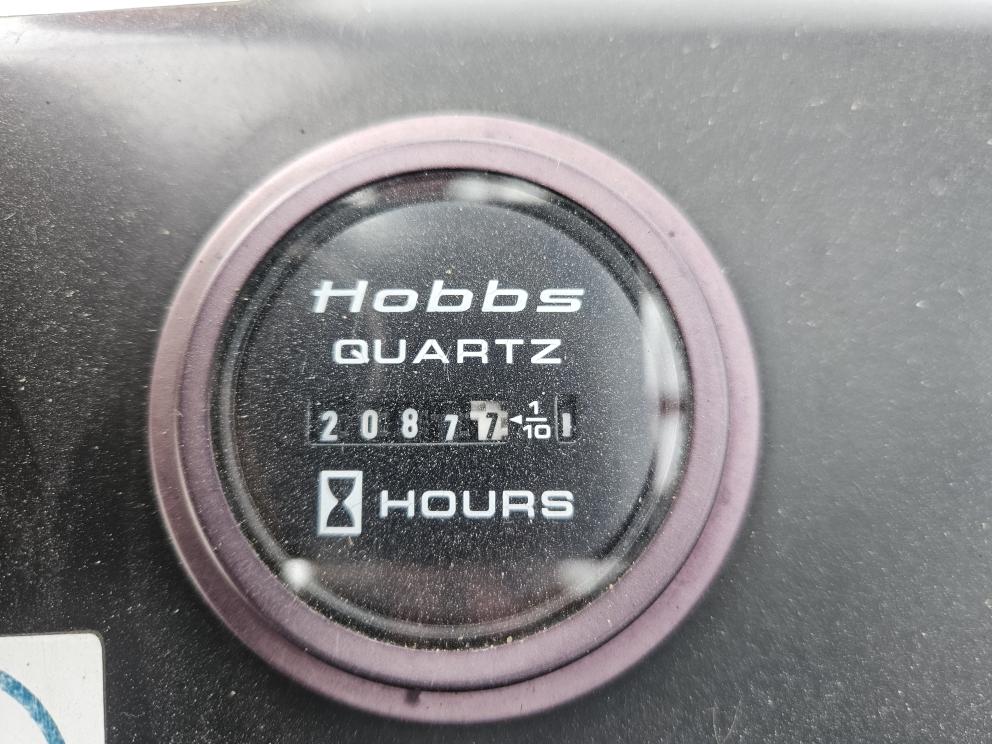 Hobbs
QUARTZ
2 0 8 7 7 ◄ 1/10
HOURS